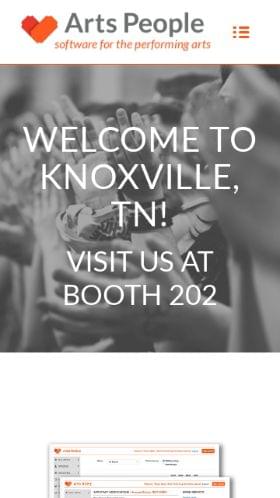 Arts People
software for the performing arts
WELCOME TO
KNOXVILLE,
TN!
VISIT US AT
BOOTH 202